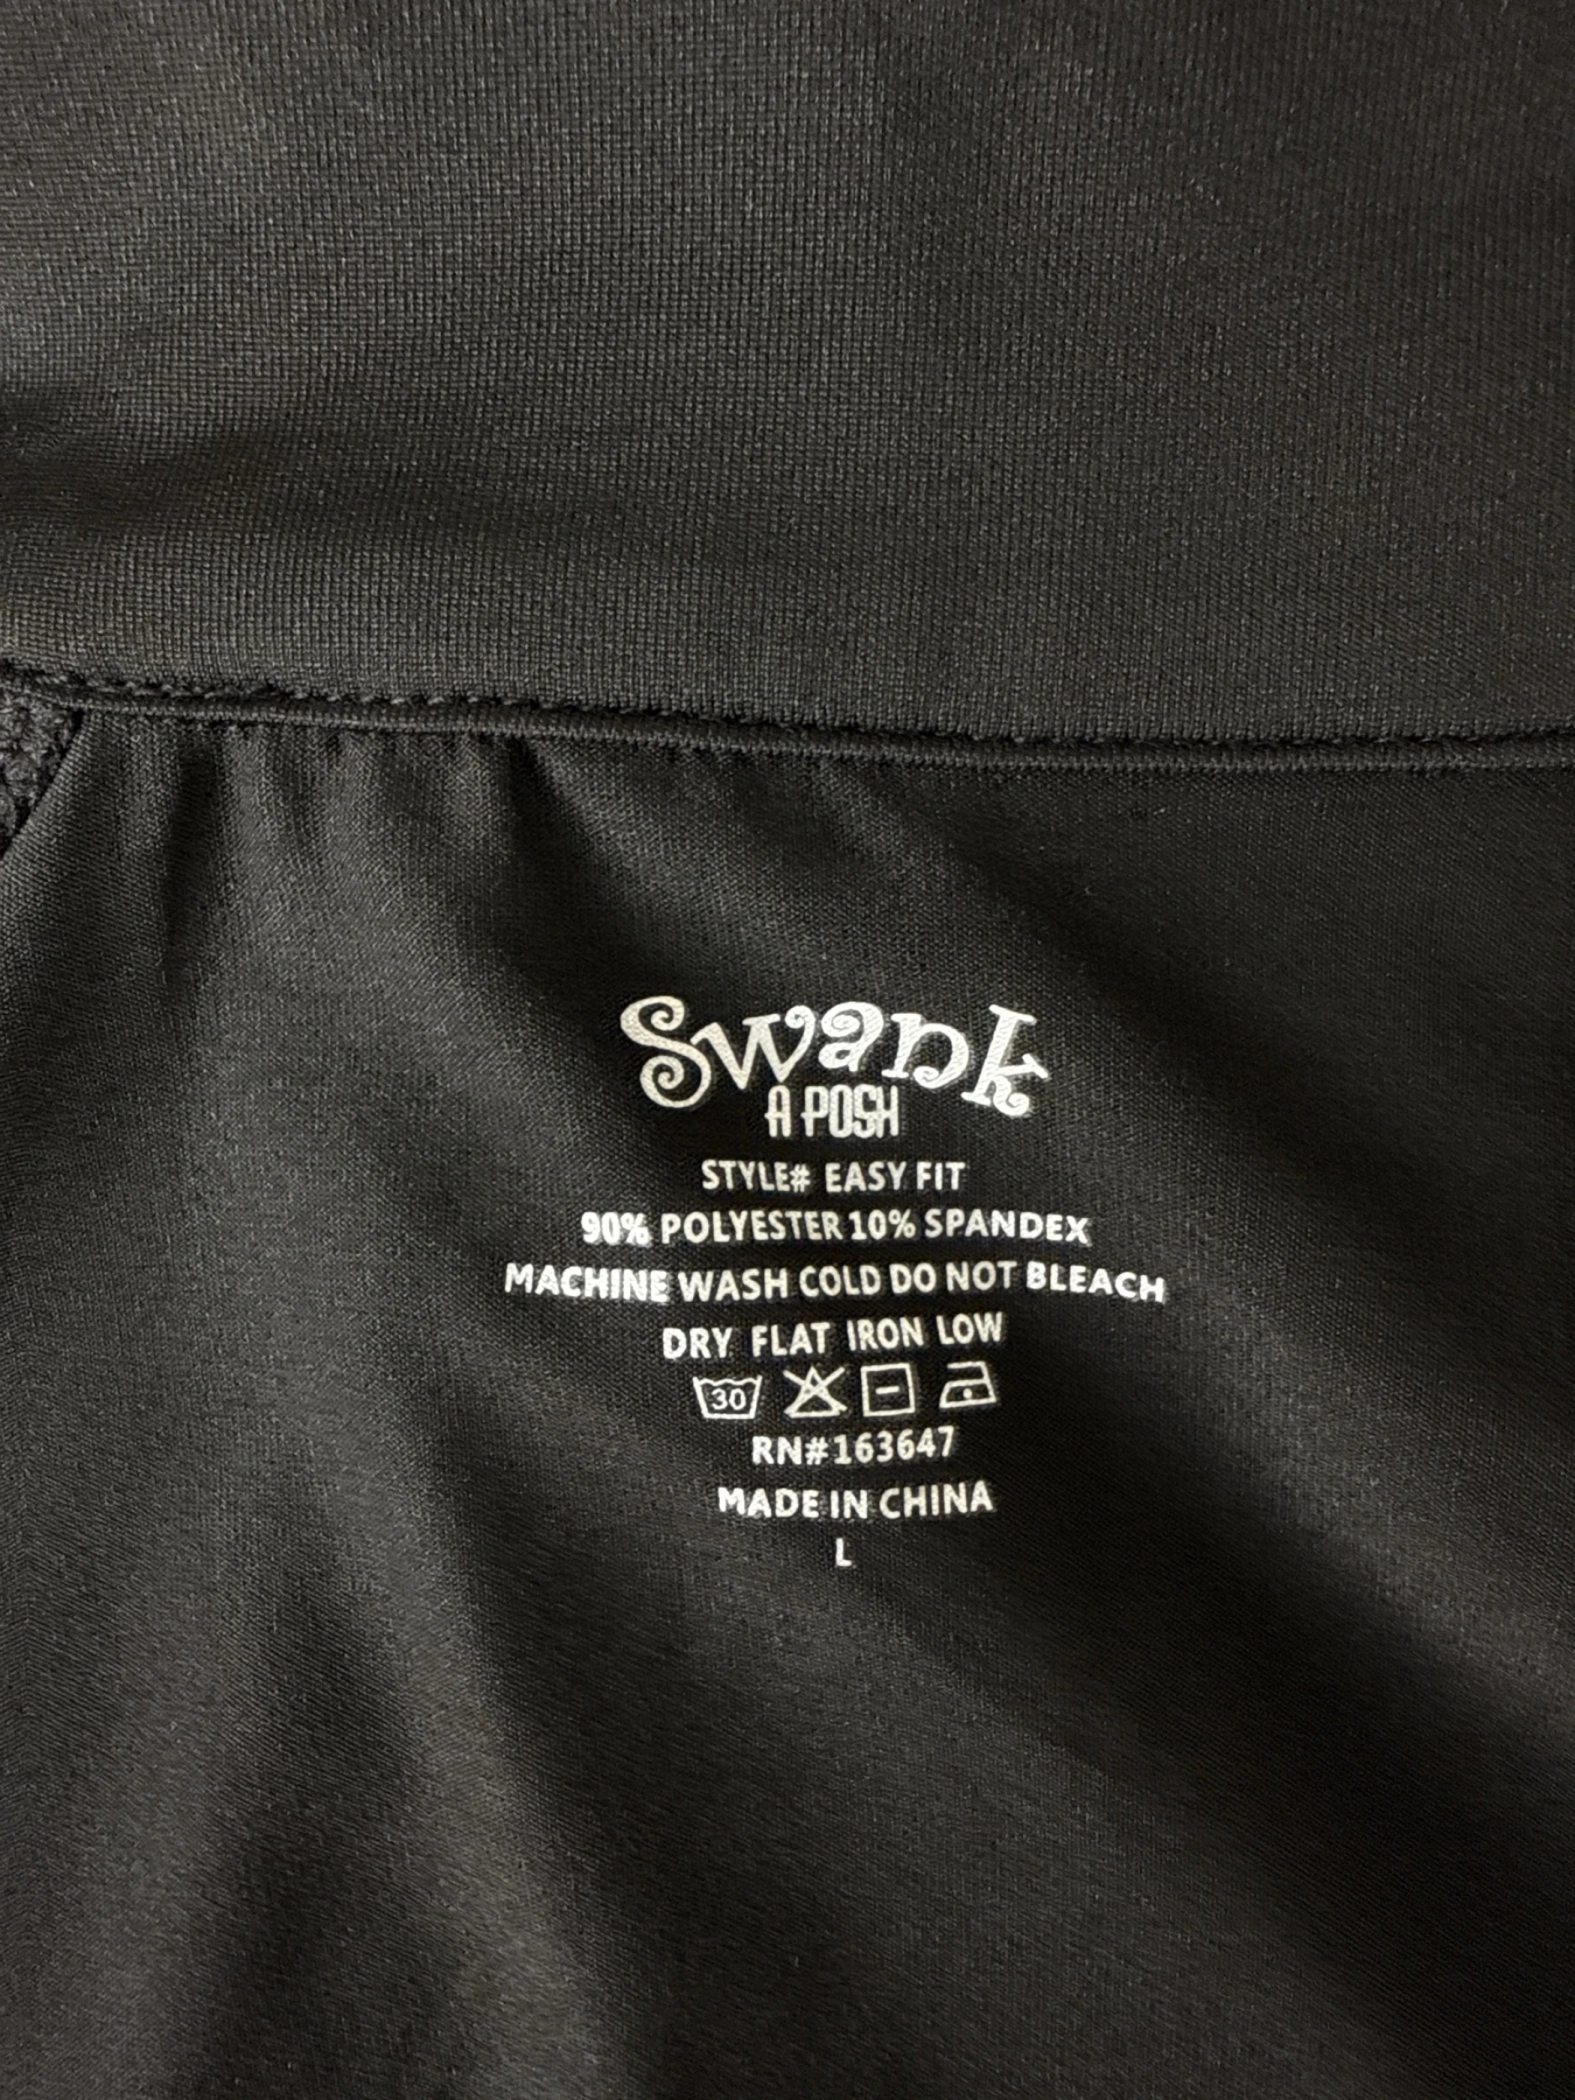 Swank
A POSH
STYLE# EASY FIT
90% POLYESTER 10% SPANDEX
MACHINE WASH COLD DO NOT BLEACH
DRY FLAT IRON LOW
30
RN#163647
MADE IN CHINA
L